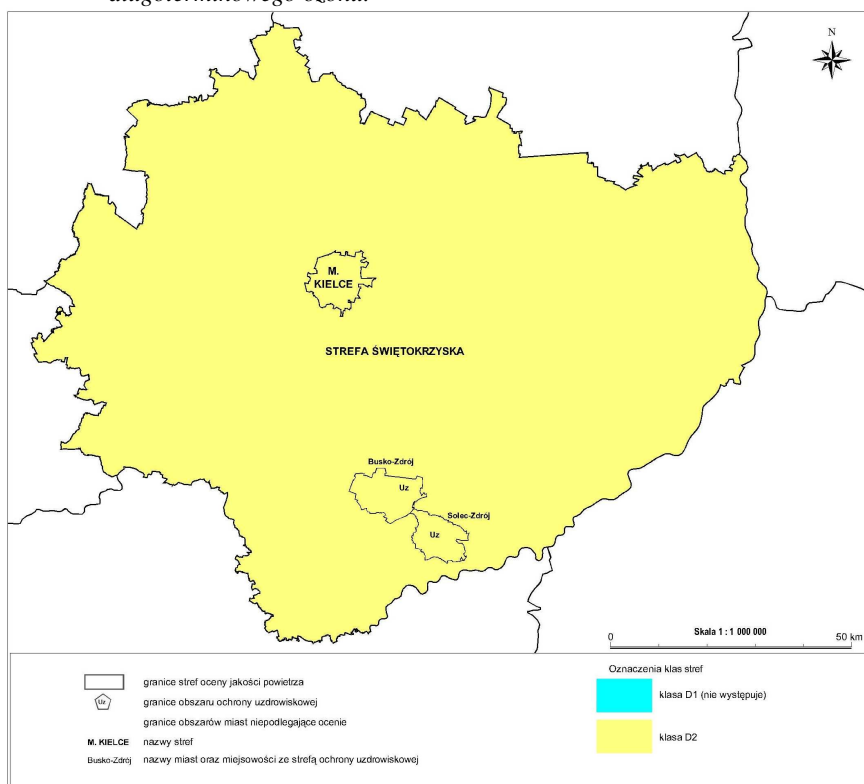 długoterminowego ozonu.
N
M.
KIELCE
STREFA ŚWIĘTOKRZYSKA
Busko-Zdrój
Uz
Solec-Zdrój
Uz
Skala 1 : 1 000 000
0 50 km
Oznaczenia klas stref
granice stref oceny jakości powietrza
Uz granice obszaru ochrony uzdrowiskowej
granice obszarów miast niepodlegające ocenie
M. KIELCE nazwy stref
Busko-Zdrój nazwy miast oraz miejscowości ze strefą ochrony uzdrowiskowej
klasa D1 (nie występuje)
klasa D2